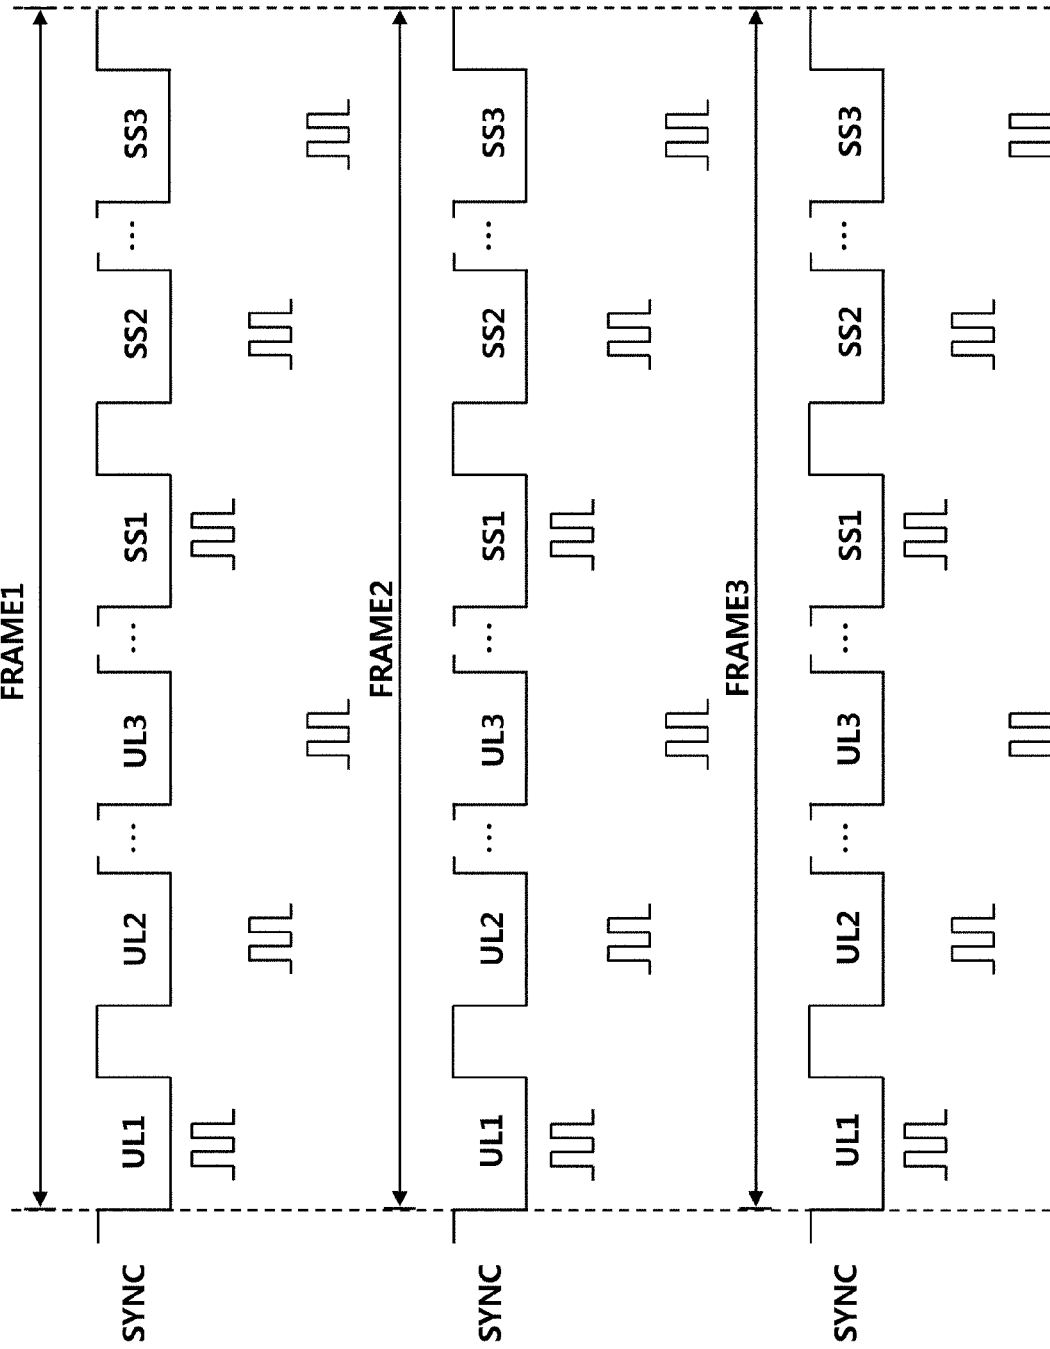 FRAME1
SYNC UL1 UL2 ... UL3 ... SS1 SS2 ... SS3
FRAME2
SYNC UL1 UL2 ... UL3 ... SS1 SS2 ... SS3
FRAME3
SYNC UL1 UL2 ... UL3 ... SS1 SS2 ... SS3